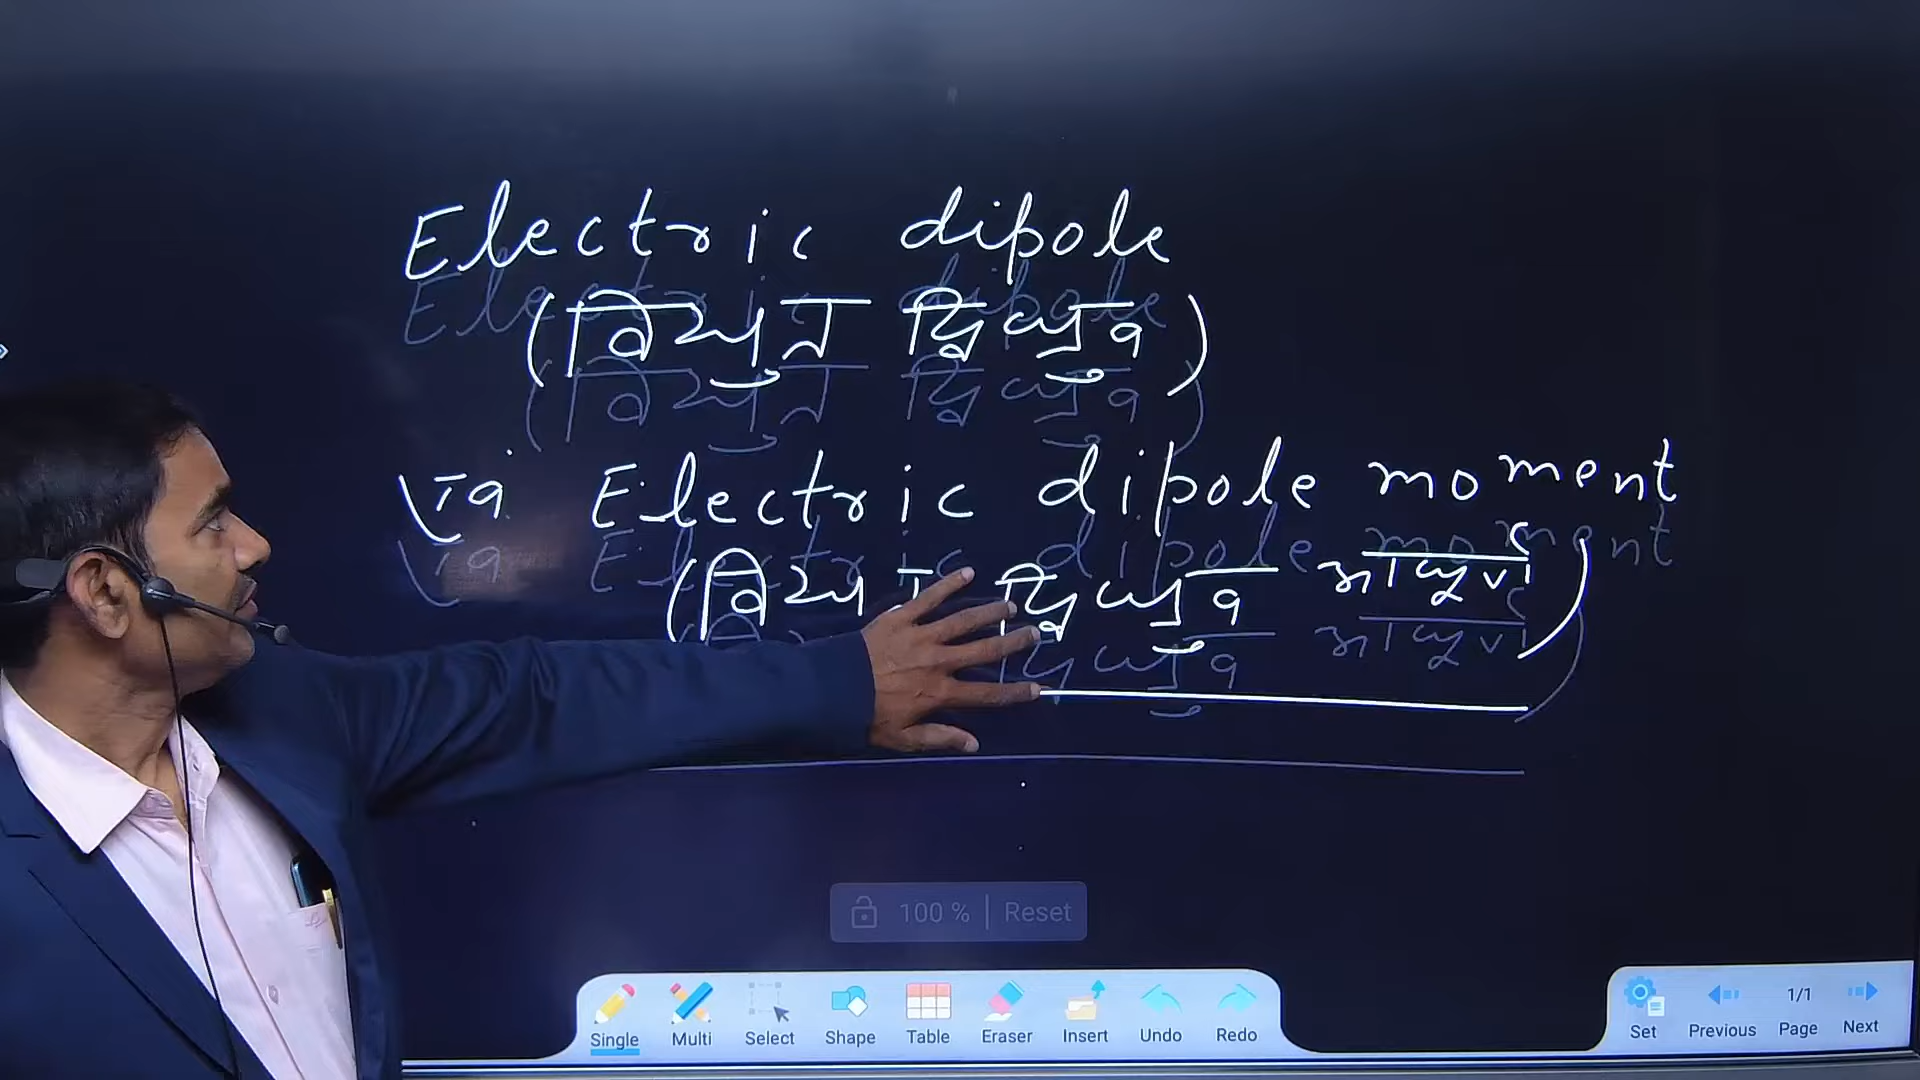 Electric dipole
(विद्युत द्विध्रुव)
एवं Electric dipole moment
(विद्युत द्विध्रुव आघूर्ण)
100 % | Reset
Single Multi Select Shape Table Eraser Insert Undo Redo
Set Previous 1/1 Page Next